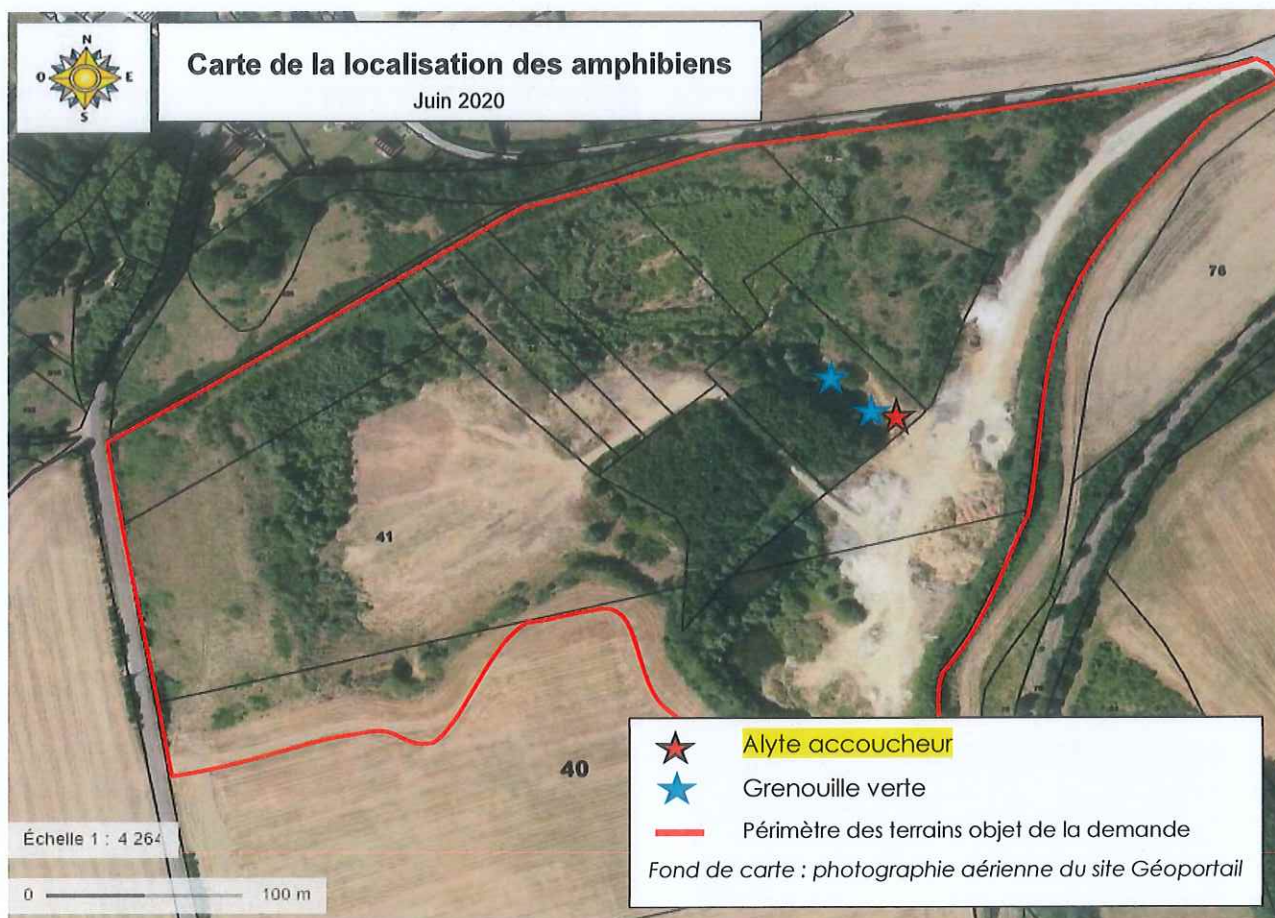 N
O
E
S
Carte de la localisation des amphibiens
Juin 2020
76
41
40
Alyte accoucheur
Grenouille verte
Périmètre des terrains objet de la demande
Fond de carte : photographie aérienne du site Géoportail
Échelle 1 : 4 264
0
100 m